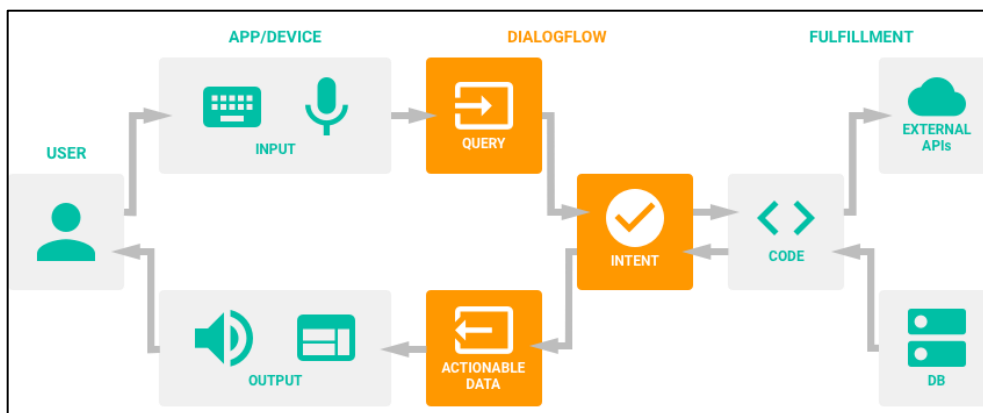 APP/DEVICE
DIALOGFLOW
FULFILLMENT
INPUT
QUERY
EXTERNAL
APIs
USER
INTENT
CODE
OUTPUT
ACTIONABLE
DATA
DB